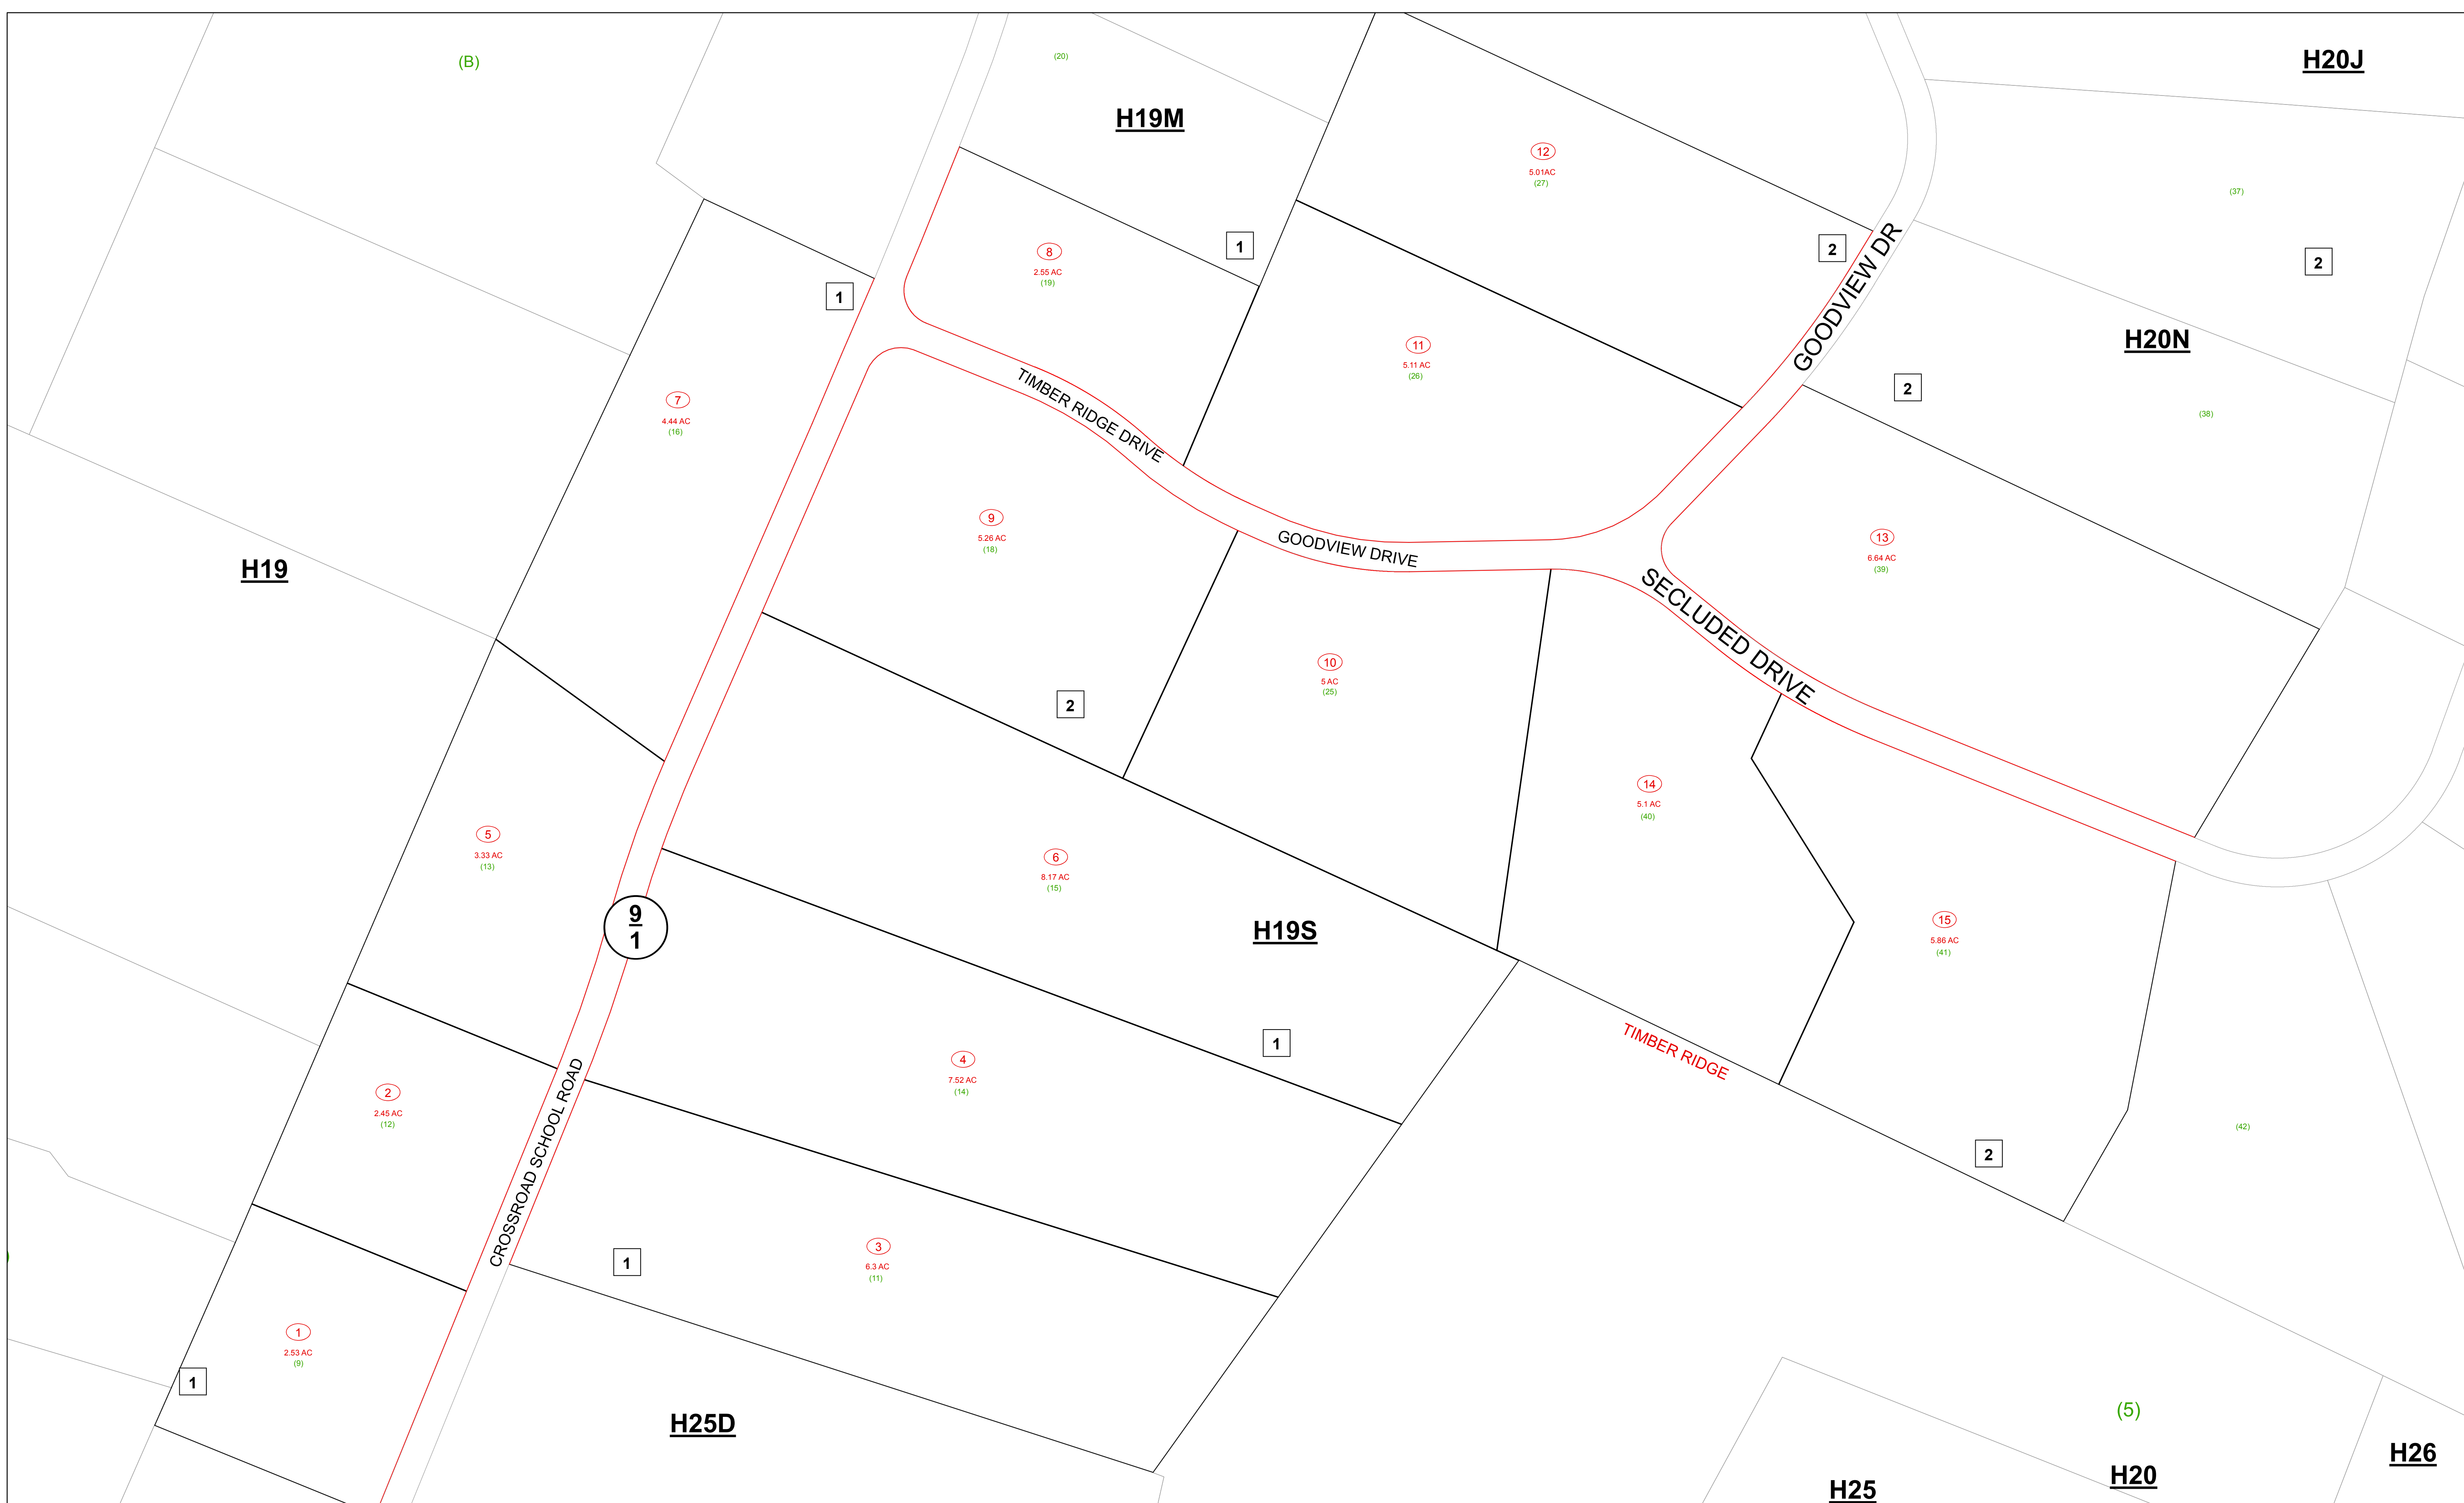 (B)
(20)
H19M
H20J
12
5.01AC
(27)
(37)
8
2.55 AC
(19)
1
2
GOODVIEW DR
2
1
H20N
11
5.11 AC
(26)
2
7
4.44 AC
(16)
TIMBER RIDGE DRIVE
(38)
9
5.26 AC
(18)
GOODVIEW DRIVE
13
6.64 AC
(39)
H19
SECLUDED DRIVE
10
5 AC
(25)
2
14
5.1 AC
(40)
5
3.33 AC
(13)
6
8.17 AC
(15)
9
1
H19S
15
5.86 AC
(41)
1
TIMBER RIDGE
4
7.52 AC
(14)
2
2.45 AC
(12)
CROSSROAD SCHOOL ROAD
(42)
2
3
6.3 AC
(11)
1
1
2.53 AC
(9)
1
H25D
(5)
H26
H20
H25